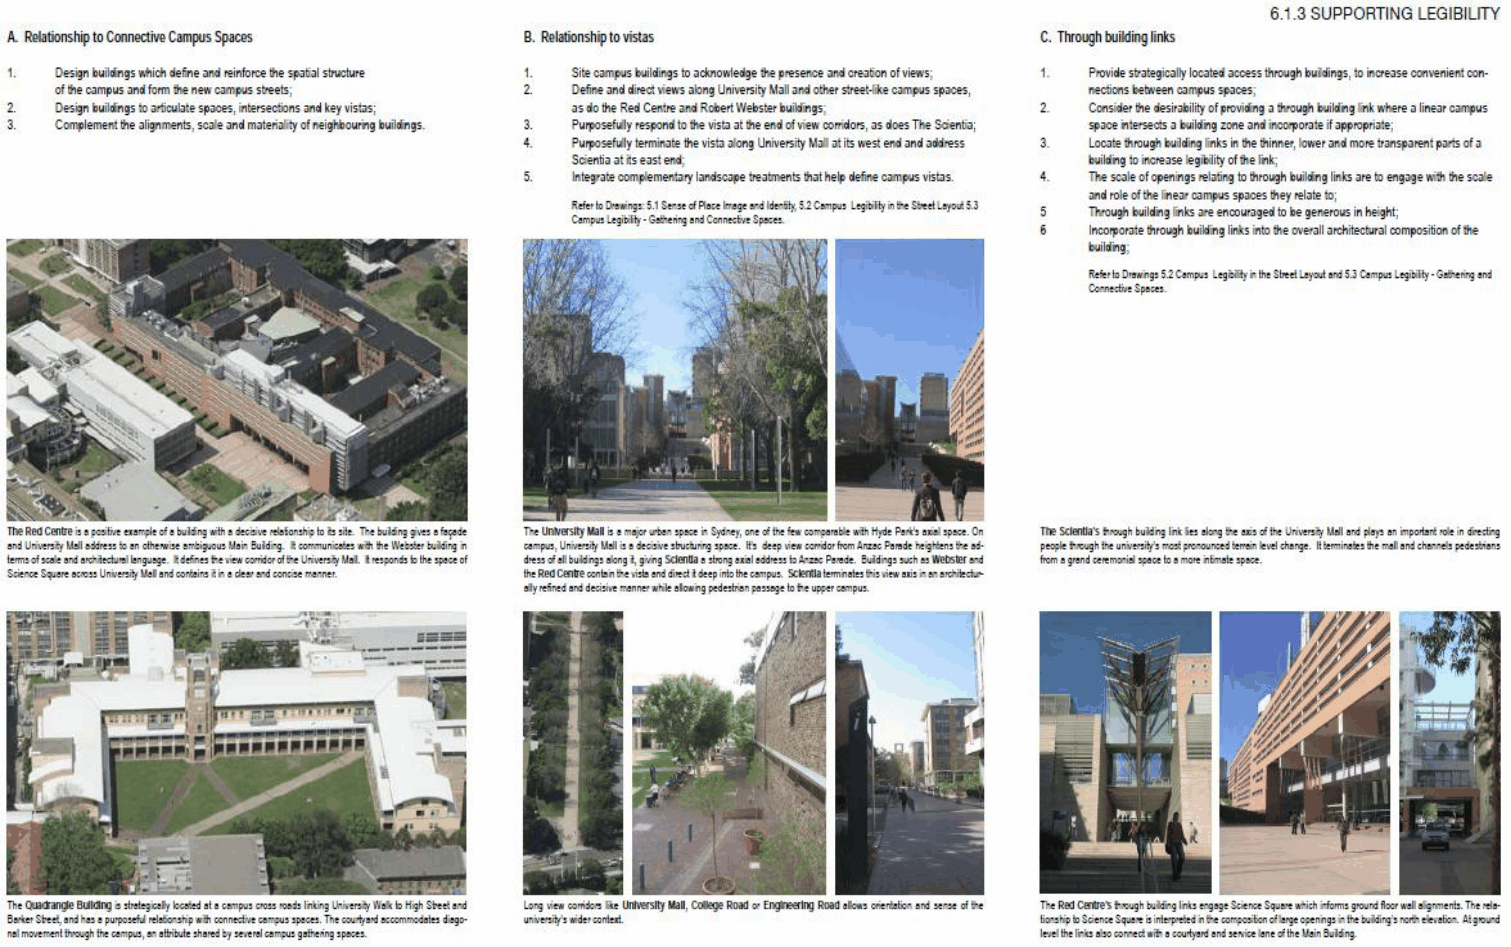 6.1.3 SUPPORTING LEGIBILITY
A. Relationship to Connective Campus Spaces
1. Design buildings which define and reinforce the spatial structure
of the campus and form the new campus streets;
2. Design buildings to articulate spaces, intersections and key vistas;
3. Complement the alignments, scale and materiality of neighbouring buildings.
The Red Centre is a positive example of a building with a decisive relationship to its site. The building gives a façade
and University Mall address to an otherwise ambiguous Main Building. It communicates with the Webster building in
terms of scale and architectural language. It defines the view corridor of the University Mall. It responds to the space of
Science Square across University Mall and contains it in a clear and concise manner.
The Quadrangle Building is strategically located at a campus cross roads linking University Walk to High Street and
Barker Street, and has a purposeful relationship with connective campus spaces. The courtyard accommodates diago-
nal movement through the campus, an attribute shared by several campus gathering spaces.
B. Relationship to vistas
1. Site campus buildings to acknowledge the presence and creation of views;
2. Define and direct views along University Mall and other street-like campus spaces,
as do the Red Centre and Robert Webster buildings;
3. Purposefully respond to the vista at the end of view corridors, as does The Scientia;
4. Purposefully terminate the vista along University Mall at its west end and address
Scientia at its east end;
5. Integrate complementary landscape treatments that help define campus vistas.
Refer to Drawings: 5.1 Sense of Place Image and Identity, 5.2 Campus Legibility in the Street Layout 5.3
Campus Legibility - Gathering and Connective Spaces.
The University Mall is a major urban space in Sydney, one of the few comparable with Hyde Park's axial space. On
campus, University Mall is a decisive structuring space. It's deep view corridor from Anzac Parade heightens the ad-
dress of all buildings along it, giving Scientia a strong axial address to Anzac Parade. Buildings such as Webster and
the Red Centre contain the vista and direct it deep into the campus. Scientia terminates this view axis in an architectur-
ally refined and decisive manner while allowing pedestrian passage to the upper campus.
Long view corridors like University Mall, College Road or Engineering Road allows orientation and sense of the
university's wider context.
C. Through building links
1. Provide strategically located access through buildings, to increase convenient con-
nections between campus spaces;
2. Consider the desirability of providing a through building link where a linear campus
space intersects a building zone and incorporate if appropriate;
3. Locate through building links in the thinner, lower and more transparent parts of a
building to increase legibility of the link;
4. The scale of openings relating to through building links are to engage with the scale
and role of the linear campus spaces they relate to;
5 Through building links are encouraged to be generous in height;
6 Incorporate through building links into the overall architectural composition of the
building;
Refer to Drawings 5.2 Campus Legibility in the Street Layout and 5.3 Campus Legibility - Gathering and
Connective Spaces.
The Scientia's through building link lies along the axis of the University Mall and plays an important role in directing
people through the university's most pronounced terrain level change. It terminates the mall and channels pedestrians
from a grand ceremonial space to a more intimate space.
The Red Centre's through building links engage Science Square which informs ground floor wall alignments. The rela-
tionship to Science Square is interpreted in the composition of large openings in the building's north elevation. At ground
level the links also connect with a courtyard and service lane of the Main Building.